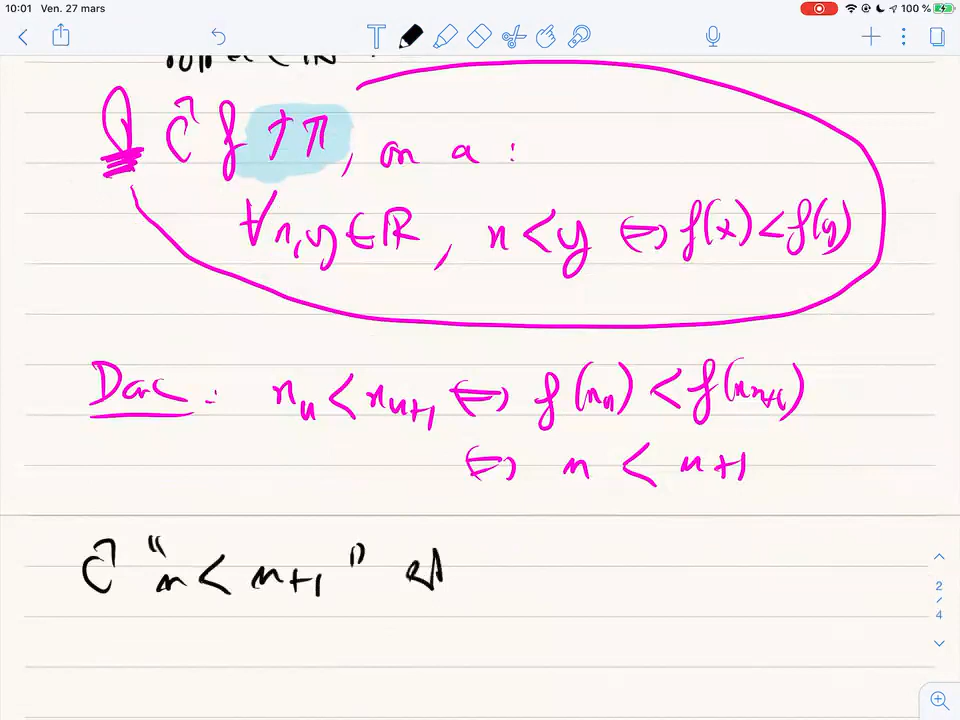 10:01 Ven. 27 mars 100 %
T
C f ↗ π, on a :
∀x, y ∈ ℝ, x < y ⇔ f(x) < f(y)
Donc : x_n < x_{n+1} ⇔ f(x_n) < f(x_{n+1})
⇔ n < n+1
2
/
4
C "n < n+1" est